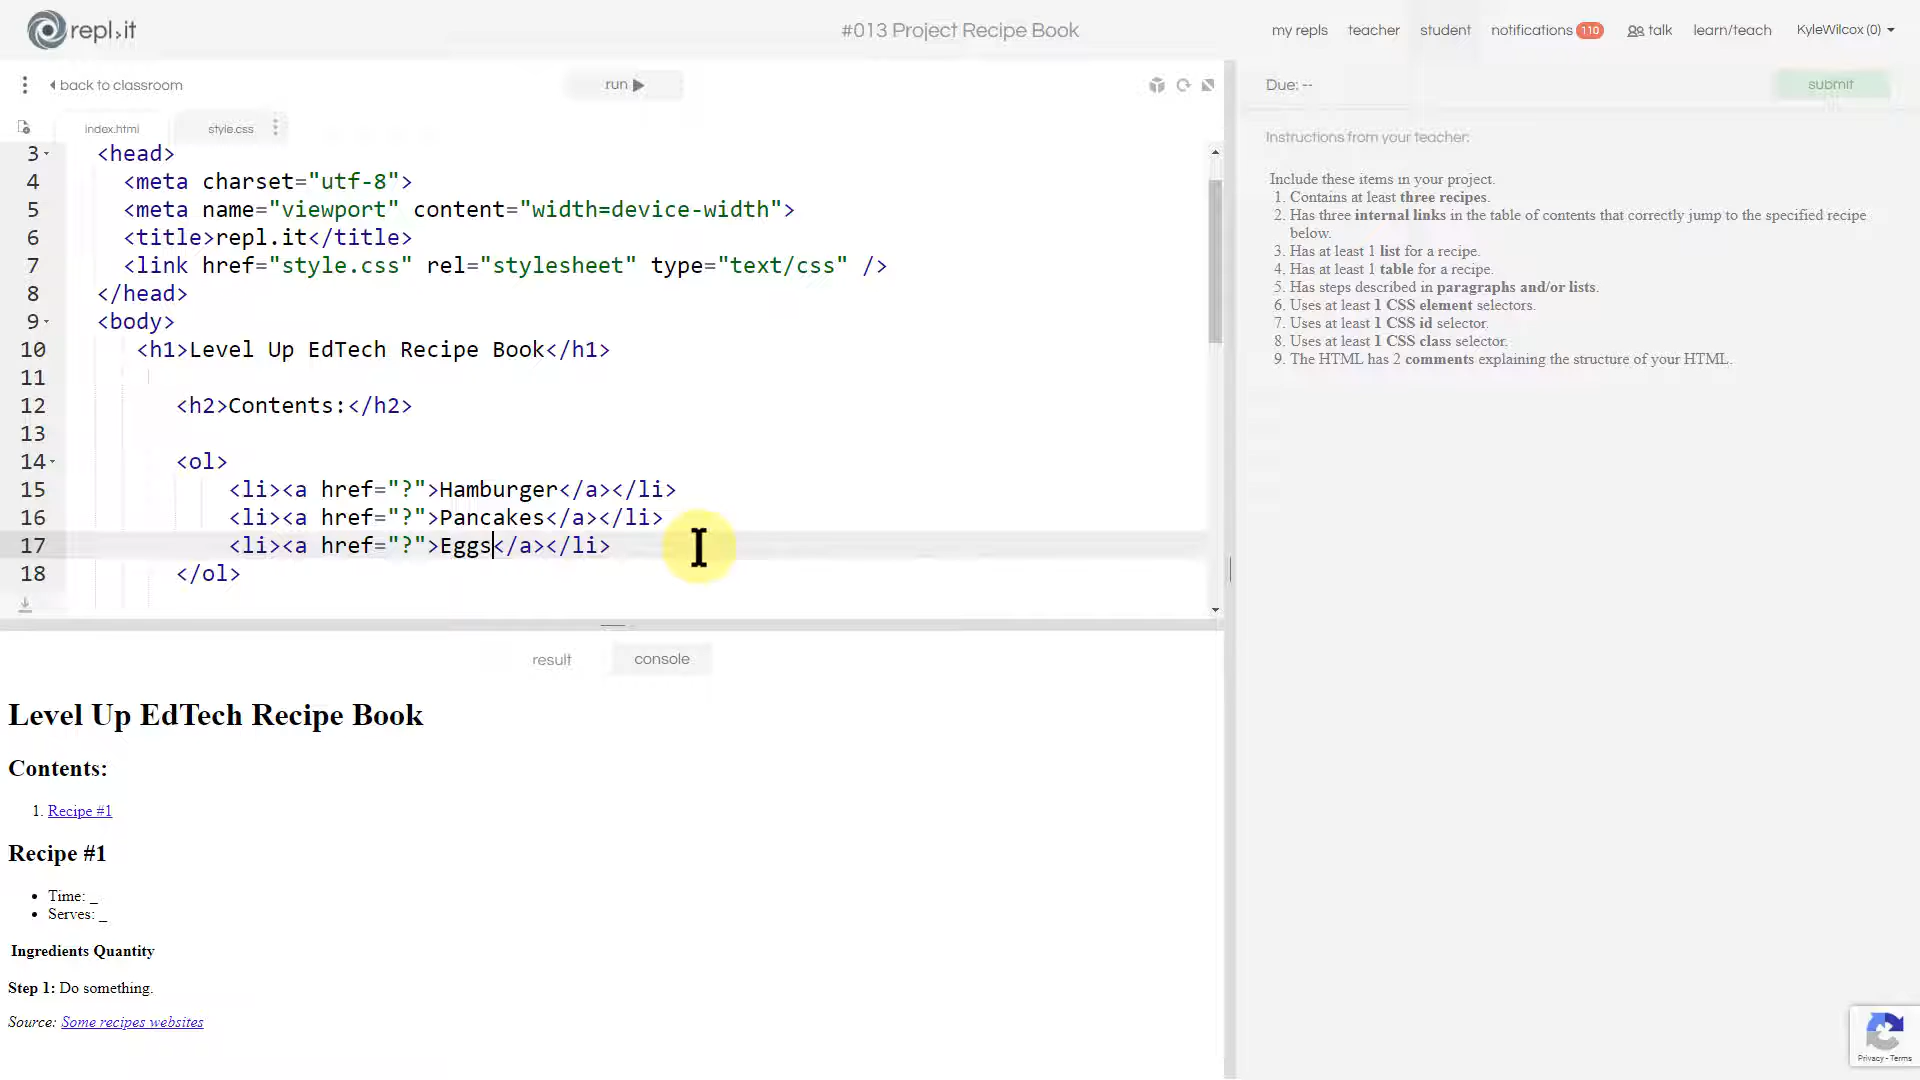 repl.it
#013 Project Recipe Book
my repls
teacher
student
notifications 110
talk
learn/teach
KyleWilcox (0)
back to classroom
run
Due: --
submit
index.html
style.css
Instructions from your teacher:
Include these items in your project.
1. Contains at least three recipes.
2. Has three internal links in the table of contents that correctly jump to the specified recipe
below.
3. Has at least 1 list for a recipe.
4. Has at least 1 table for a recipe.
5. Has steps described in paragraphs and/or lists.
6. Uses at least 1 CSS element selectors.
7. Uses at least 1 CSS id selector.
8. Uses at least 1 CSS class selector.
9. The HTML has 2 comments explaining the structure of your HTML.
3 <head>
4 <meta charset="utf-8">
5 <meta name="viewport" content="width=device-width">
6 <title>repl.it</title>
7 <link href="style.css" rel="stylesheet" type="text/css" />
8 </head>
9 <body>
10 <h1>Level Up EdTech Recipe Book</h1>
11
12 <h2>Contents:</h2>
13
14 <ol>
15 <li><a href="?">Hamburger</a></li>
16 <li><a href="?">Pancakes</a></li>
17 <li><a href="?">Eggs</a></li>
18 </ol>
result
console
Level Up EdTech Recipe Book
Contents:
1. Recipe #1
Recipe #1
• Time: _
• Serves: _
Ingredients Quantity
Step 1: Do something.
Source: Some recipes websites
Privacy - Terms